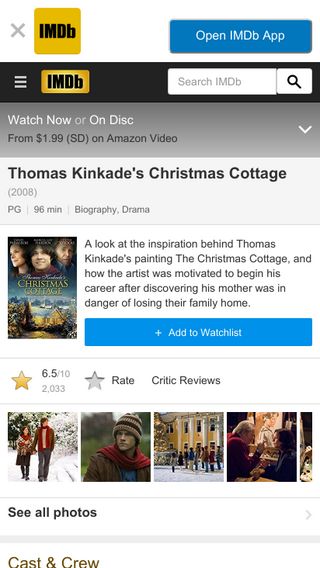 IMDb
Open IMDb App
IMDb
Search IMDb
Watch Now or On Disc
From $1.99 (SD) on Amazon Video
Thomas Kinkade's Christmas Cottage
(2008)
PG | 96 min | Biography, Drama
Thomas Kinkade's
CHRISTMAS
COTTAGE
A look at the inspiration behind Thomas
Kinkade's painting The Christmas Cottage, and
how the artist was motivated to begin his
career after discovering his mother was in
danger of losing their family home.
+ Add to Watchlist
6.5/10
2,033
Rate
Critic Reviews
See all photos
Cast & Crew